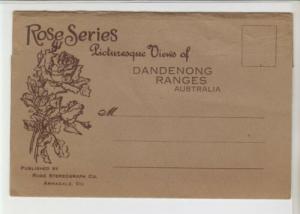 Rose Series
Picturesque Views of
DANDENONG
RANGES
AUSTRALIA
M
PUBLISHED BY
ROSE STEREOGRAPH CO.
ARMADALE, VIC